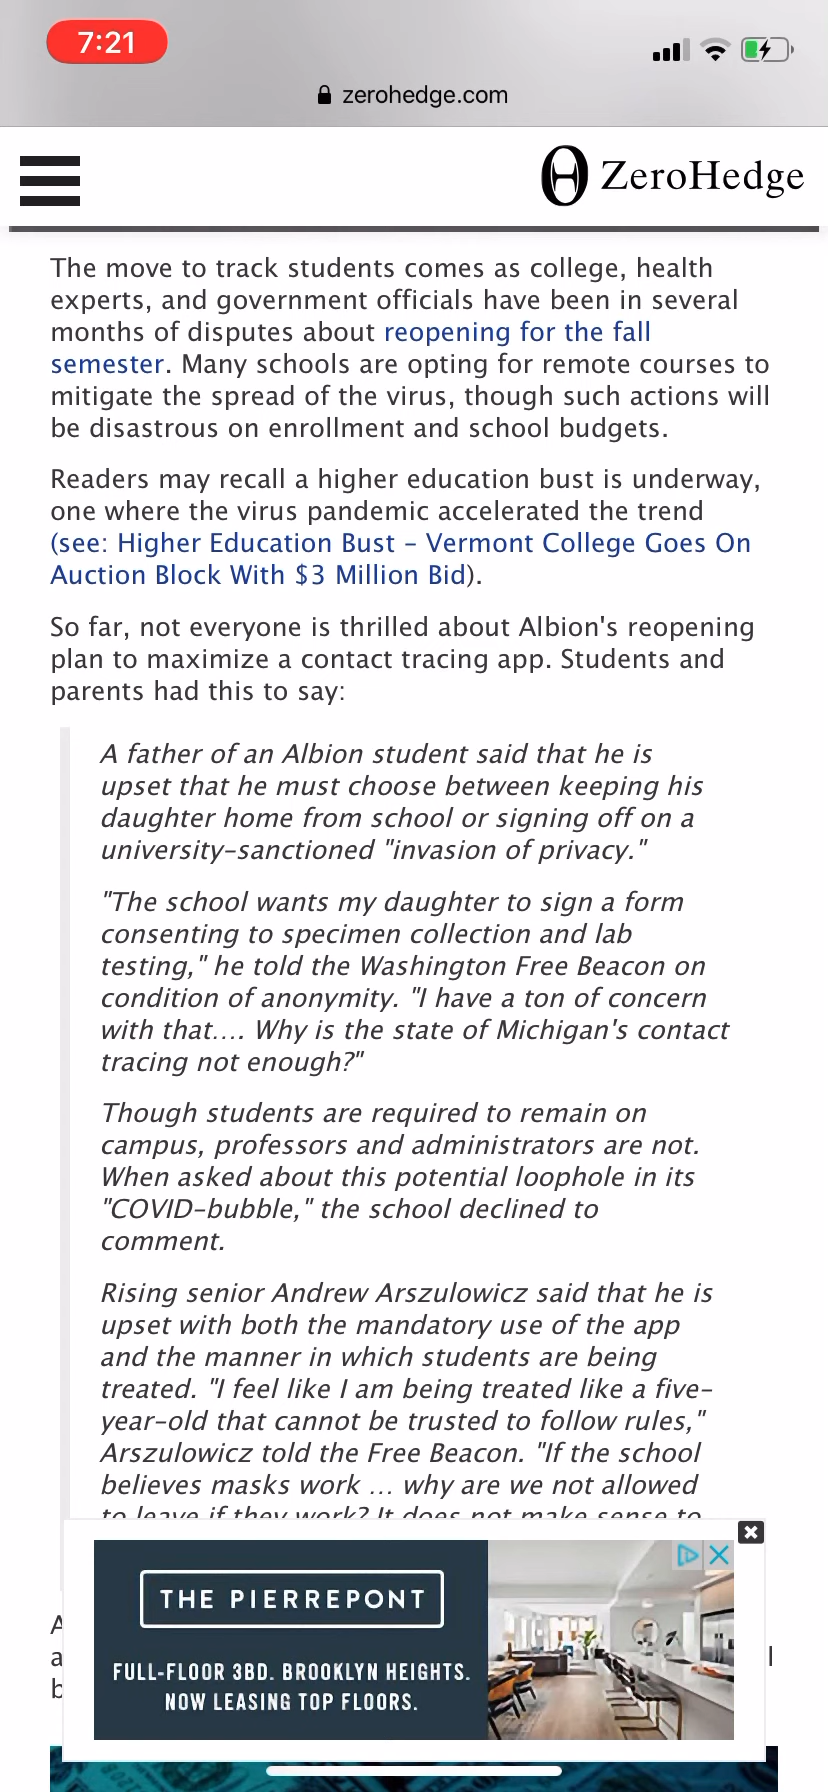 7:21
zerohedge.com
ZeroHedge
The move to track students comes as college, health
experts, and government officials have been in several
months of disputes about reopening for the fall
semester. Many schools are opting for remote courses to
mitigate the spread of the virus, though such actions will
be disastrous on enrollment and school budgets.
Readers may recall a higher education bust is underway,
one where the virus pandemic accelerated the trend
(see: Higher Education Bust – Vermont College Goes On
Auction Block With $3 Million Bid).
So far, not everyone is thrilled about Albion's reopening
plan to maximize a contact tracing app. Students and
parents had this to say:
A father of an Albion student said that he is
upset that he must choose between keeping his
daughter home from school or signing off on a
university-sanctioned "invasion of privacy."
"The school wants my daughter to sign a form
consenting to specimen collection and lab
testing," he told the Washington Free Beacon on
condition of anonymity. "I have a ton of concern
with that.... Why is the state of Michigan's contact
tracing not enough?"
Though students are required to remain on
campus, professors and administrators are not.
When asked about this potential loophole in its
"COVID-bubble," the school declined to
comment.
Rising senior Andrew Arszulowicz said that he is
upset with both the mandatory use of the app
and the manner in which students are being
treated. "I feel like I am being treated like a five-
year-old that cannot be trusted to follow rules,"
Arszulowicz told the Free Beacon. "If the school
believes masks work ... why are we not allowed
to leave if they work? It does not make sense to
THE PIERREPONT
FULL-FLOOR 3BD. BROOKLYN HEIGHTS.
NOW LEASING TOP FLOORS.